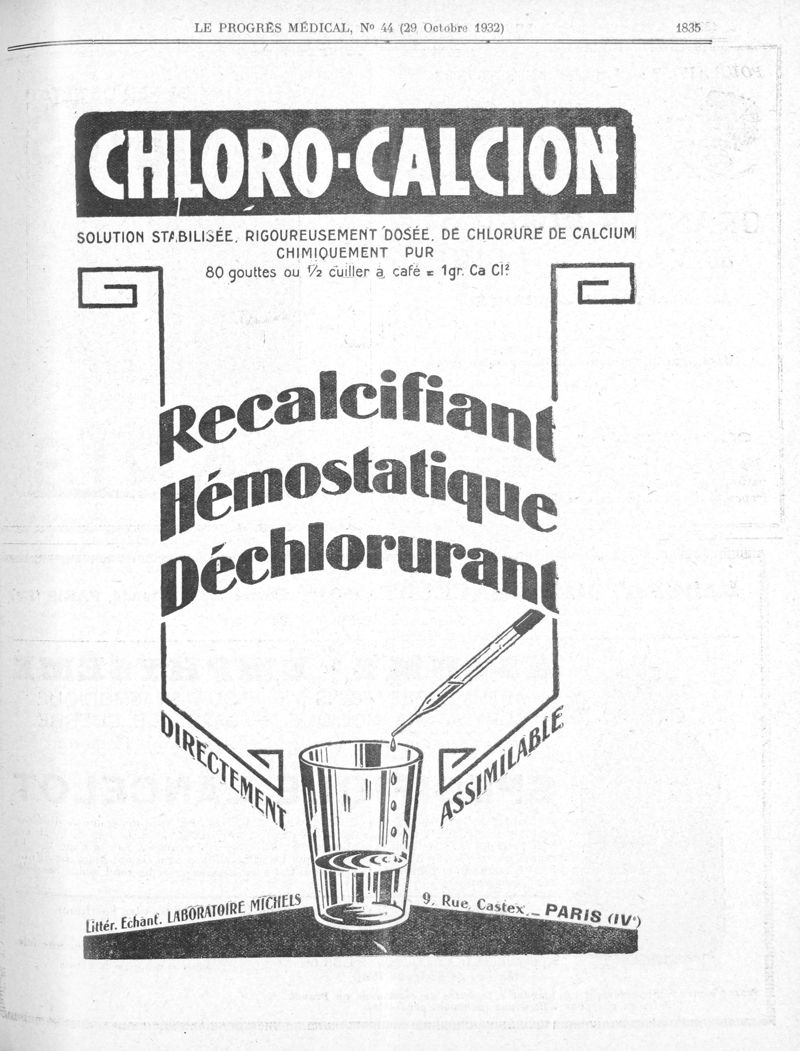 LE PROGRÈS MÉDICAL, Nº 44 (29 Octobre 1932) 1835
CHLORO-CALCION
SOLUTION STABILISÉE, RIGOUREUSEMENT DOSÉE, DE CHLORURE DE CALCIUM
CHIMIQUEMENT PUR
80 gouttes ou 1/2 cuiller à café = 1gr. Ca Cl²
Recalcifiant
Hémostatique
Déchlorurant
DIRECTEMENT ASSIMILABLE
Littér. Echant. LABORATOIRE MICHELS 9, Rue Castex _ PARIS (IVᵉ)